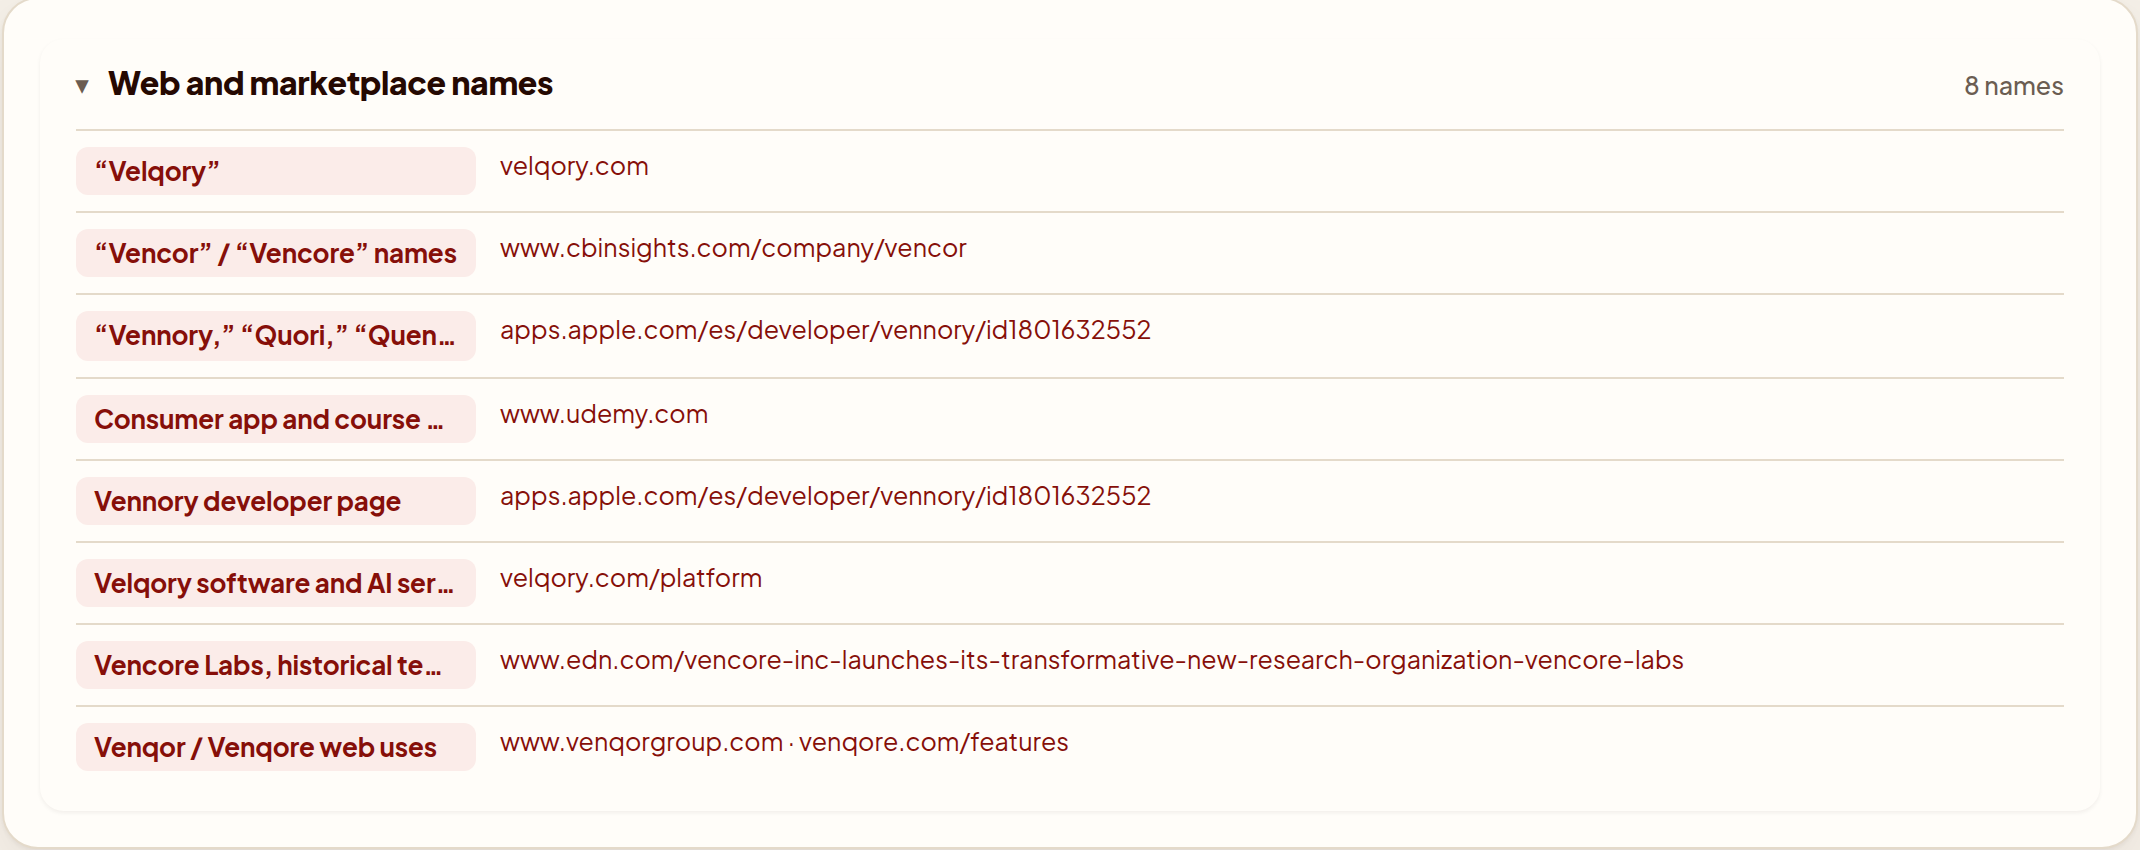 ▼ Web and marketplace names 8 names
“Velqory” velqory.com
“Vencor” / “Vencore” names www.cbinsights.com/company/vencor
“Vennory,” “Quori,” “Quen... apps.apple.com/es/developer/vennory/id1801632552
Consumer app and course ... www.udemy.com
Vennory developer page apps.apple.com/es/developer/vennory/id1801632552
Velqory software and AI ser... velqory.com/platform
Vencore Labs, historical te... www.edn.com/vencore-inc-launches-its-transformative-new-research-organization-vencore-labs
Venqor / Venqore web uses www.venqorgroup.com · venqore.com/features